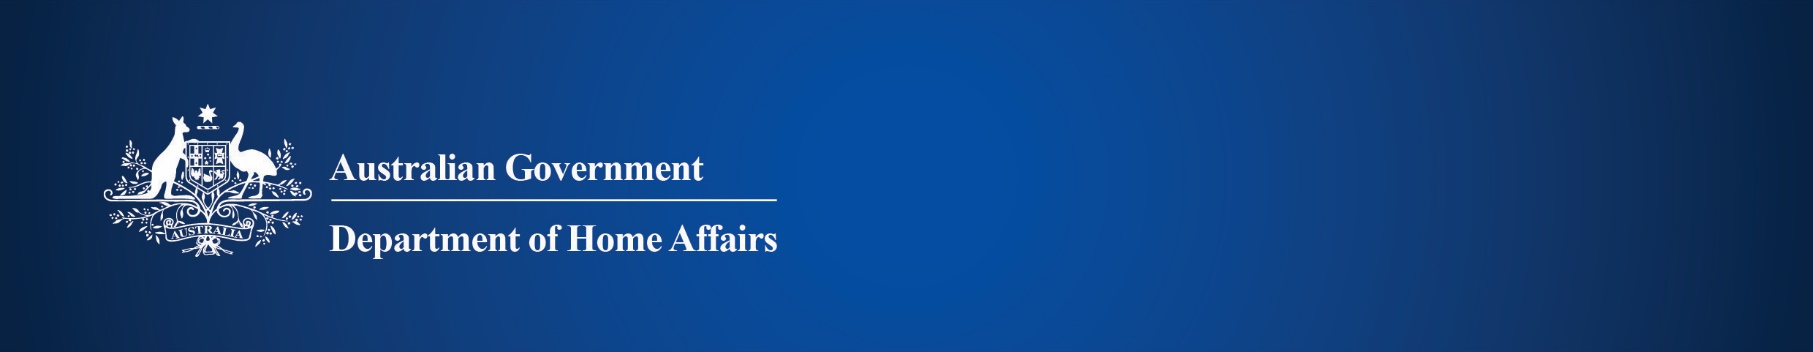 Australian Government
Department of Home Affairs
AUSTRALIA